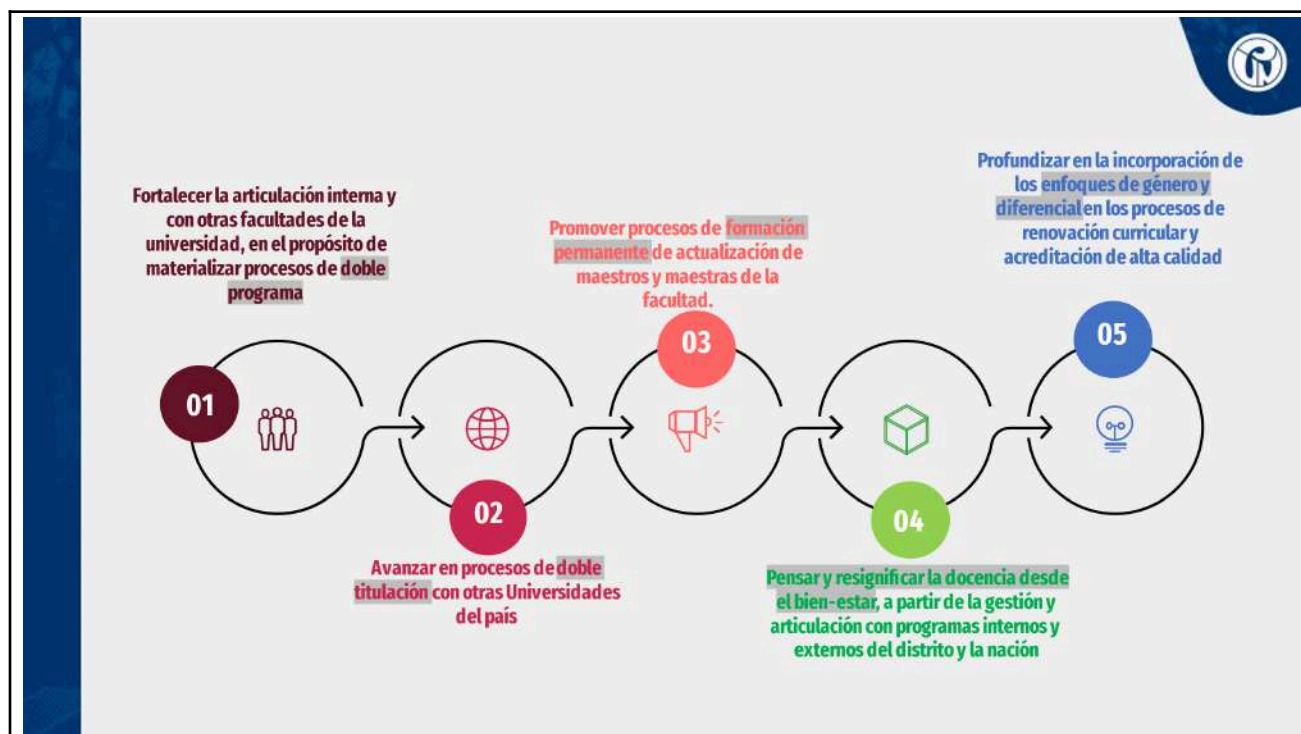 01
Fortalecer la articulación interna y
con otras facultades de la
universidad, en el propósito de
materializar procesos de doble
programa
02
Avanzar en procesos de doble
titulación con otras Universidades
del país
03
Promover procesos de formación
permanente de actualización de
maestros y maestras de la
facultad.
04
Pensar y resignificar la docencia desde
el bien-estar, a partir de la gestión y
articulación con programas internos y
externos del distrito y la nación
05
Profundizar en la incorporación de
los enfoques de género y
diferencial en los procesos de
renovación curricular y
acreditación de alta calidad